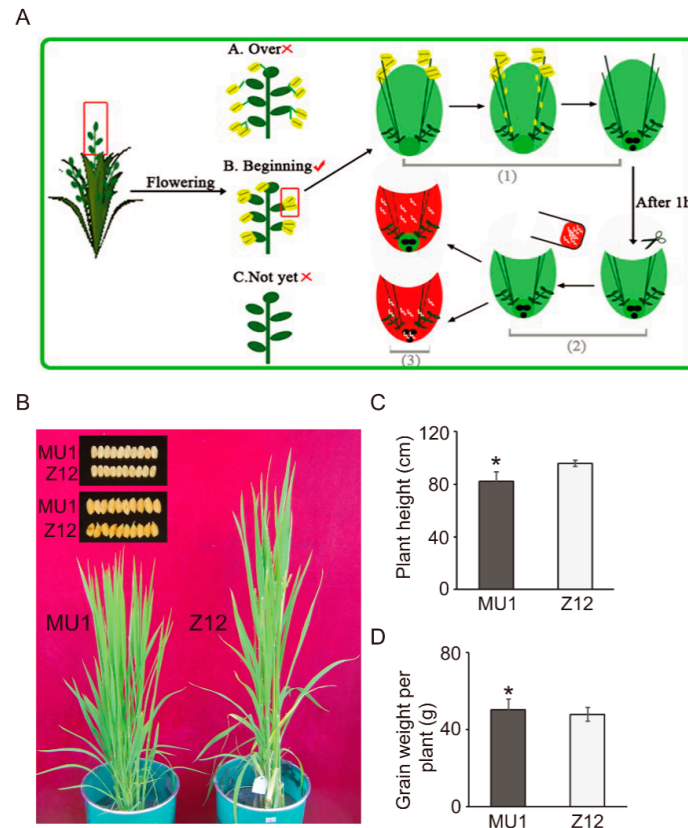 A
A. Over
B. Beginning
Flowering
C.Not yet
(1)
After 1h
(2)
(3)
B
MU1
Z12
MU1
Z12
MU1
Z12
C
Plant height (cm)
120
80
40
0
*
MU1
Z12
D
Grain weight per
plant (g)
80
40
0
*
MU1
Z12